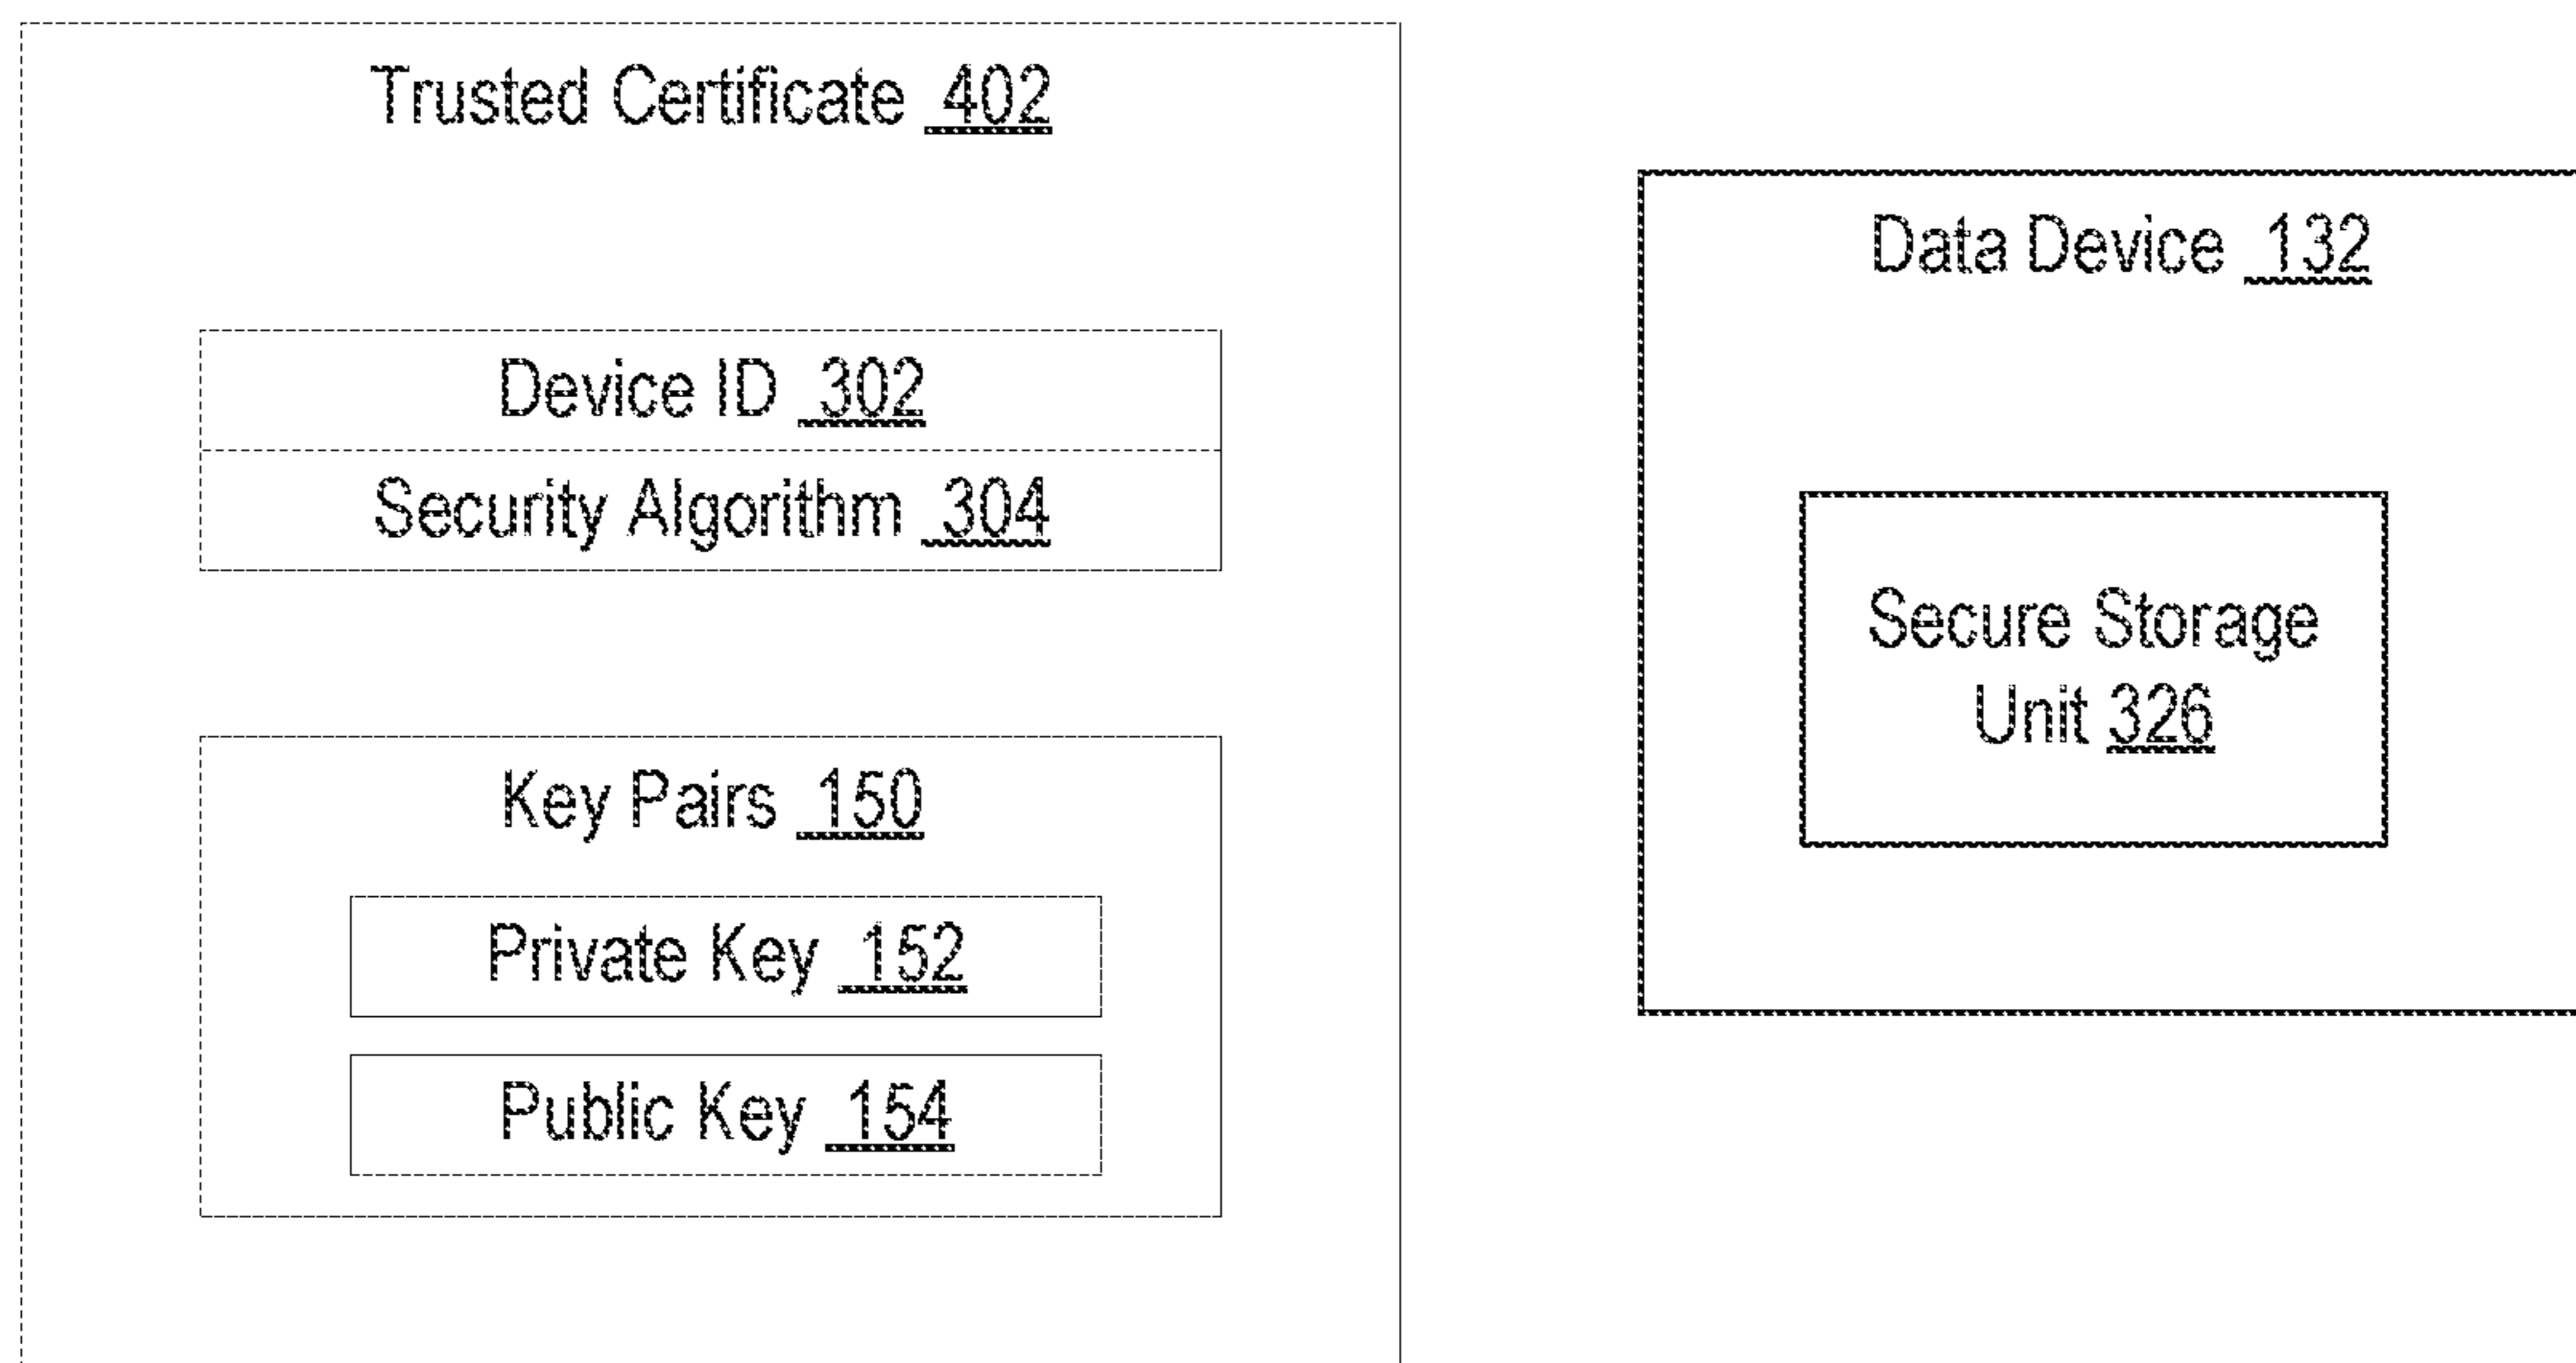 Trusted Certificate 402
Device ID 302
Security Algorithm 304
Key Pairs 150
Private Key 152
Public Key 154
Data Device 132
Secure Storage
Unit 326